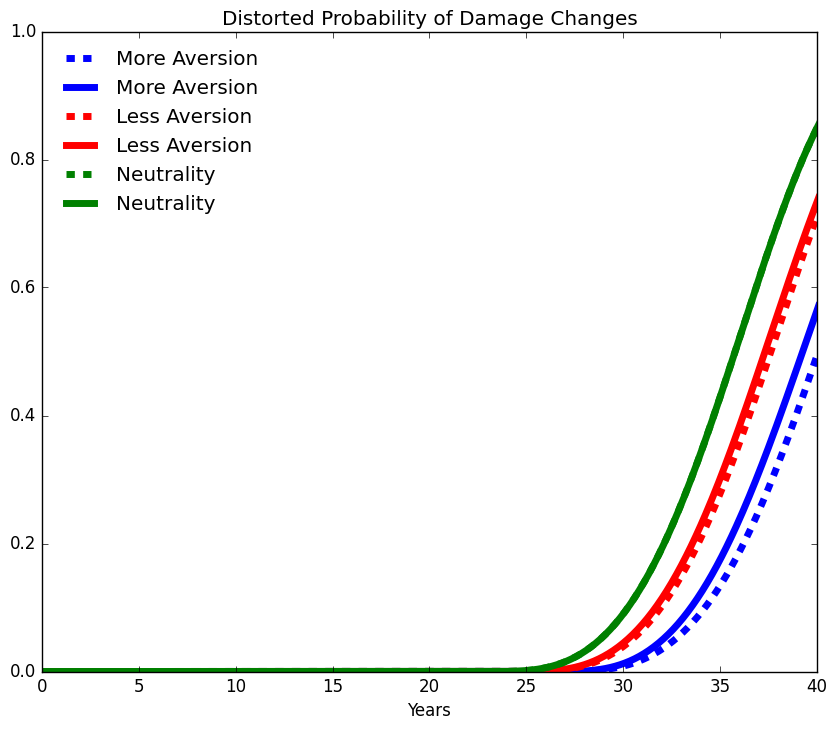 Distorted Probability of Damage Changes
1.0
0.8
0.6
0.4
0.2
0.0
More Aversion
More Aversion
Less Aversion
Less Aversion
Neutrality
Neutrality
0 5 10 15 20 25 30 35 40
Years